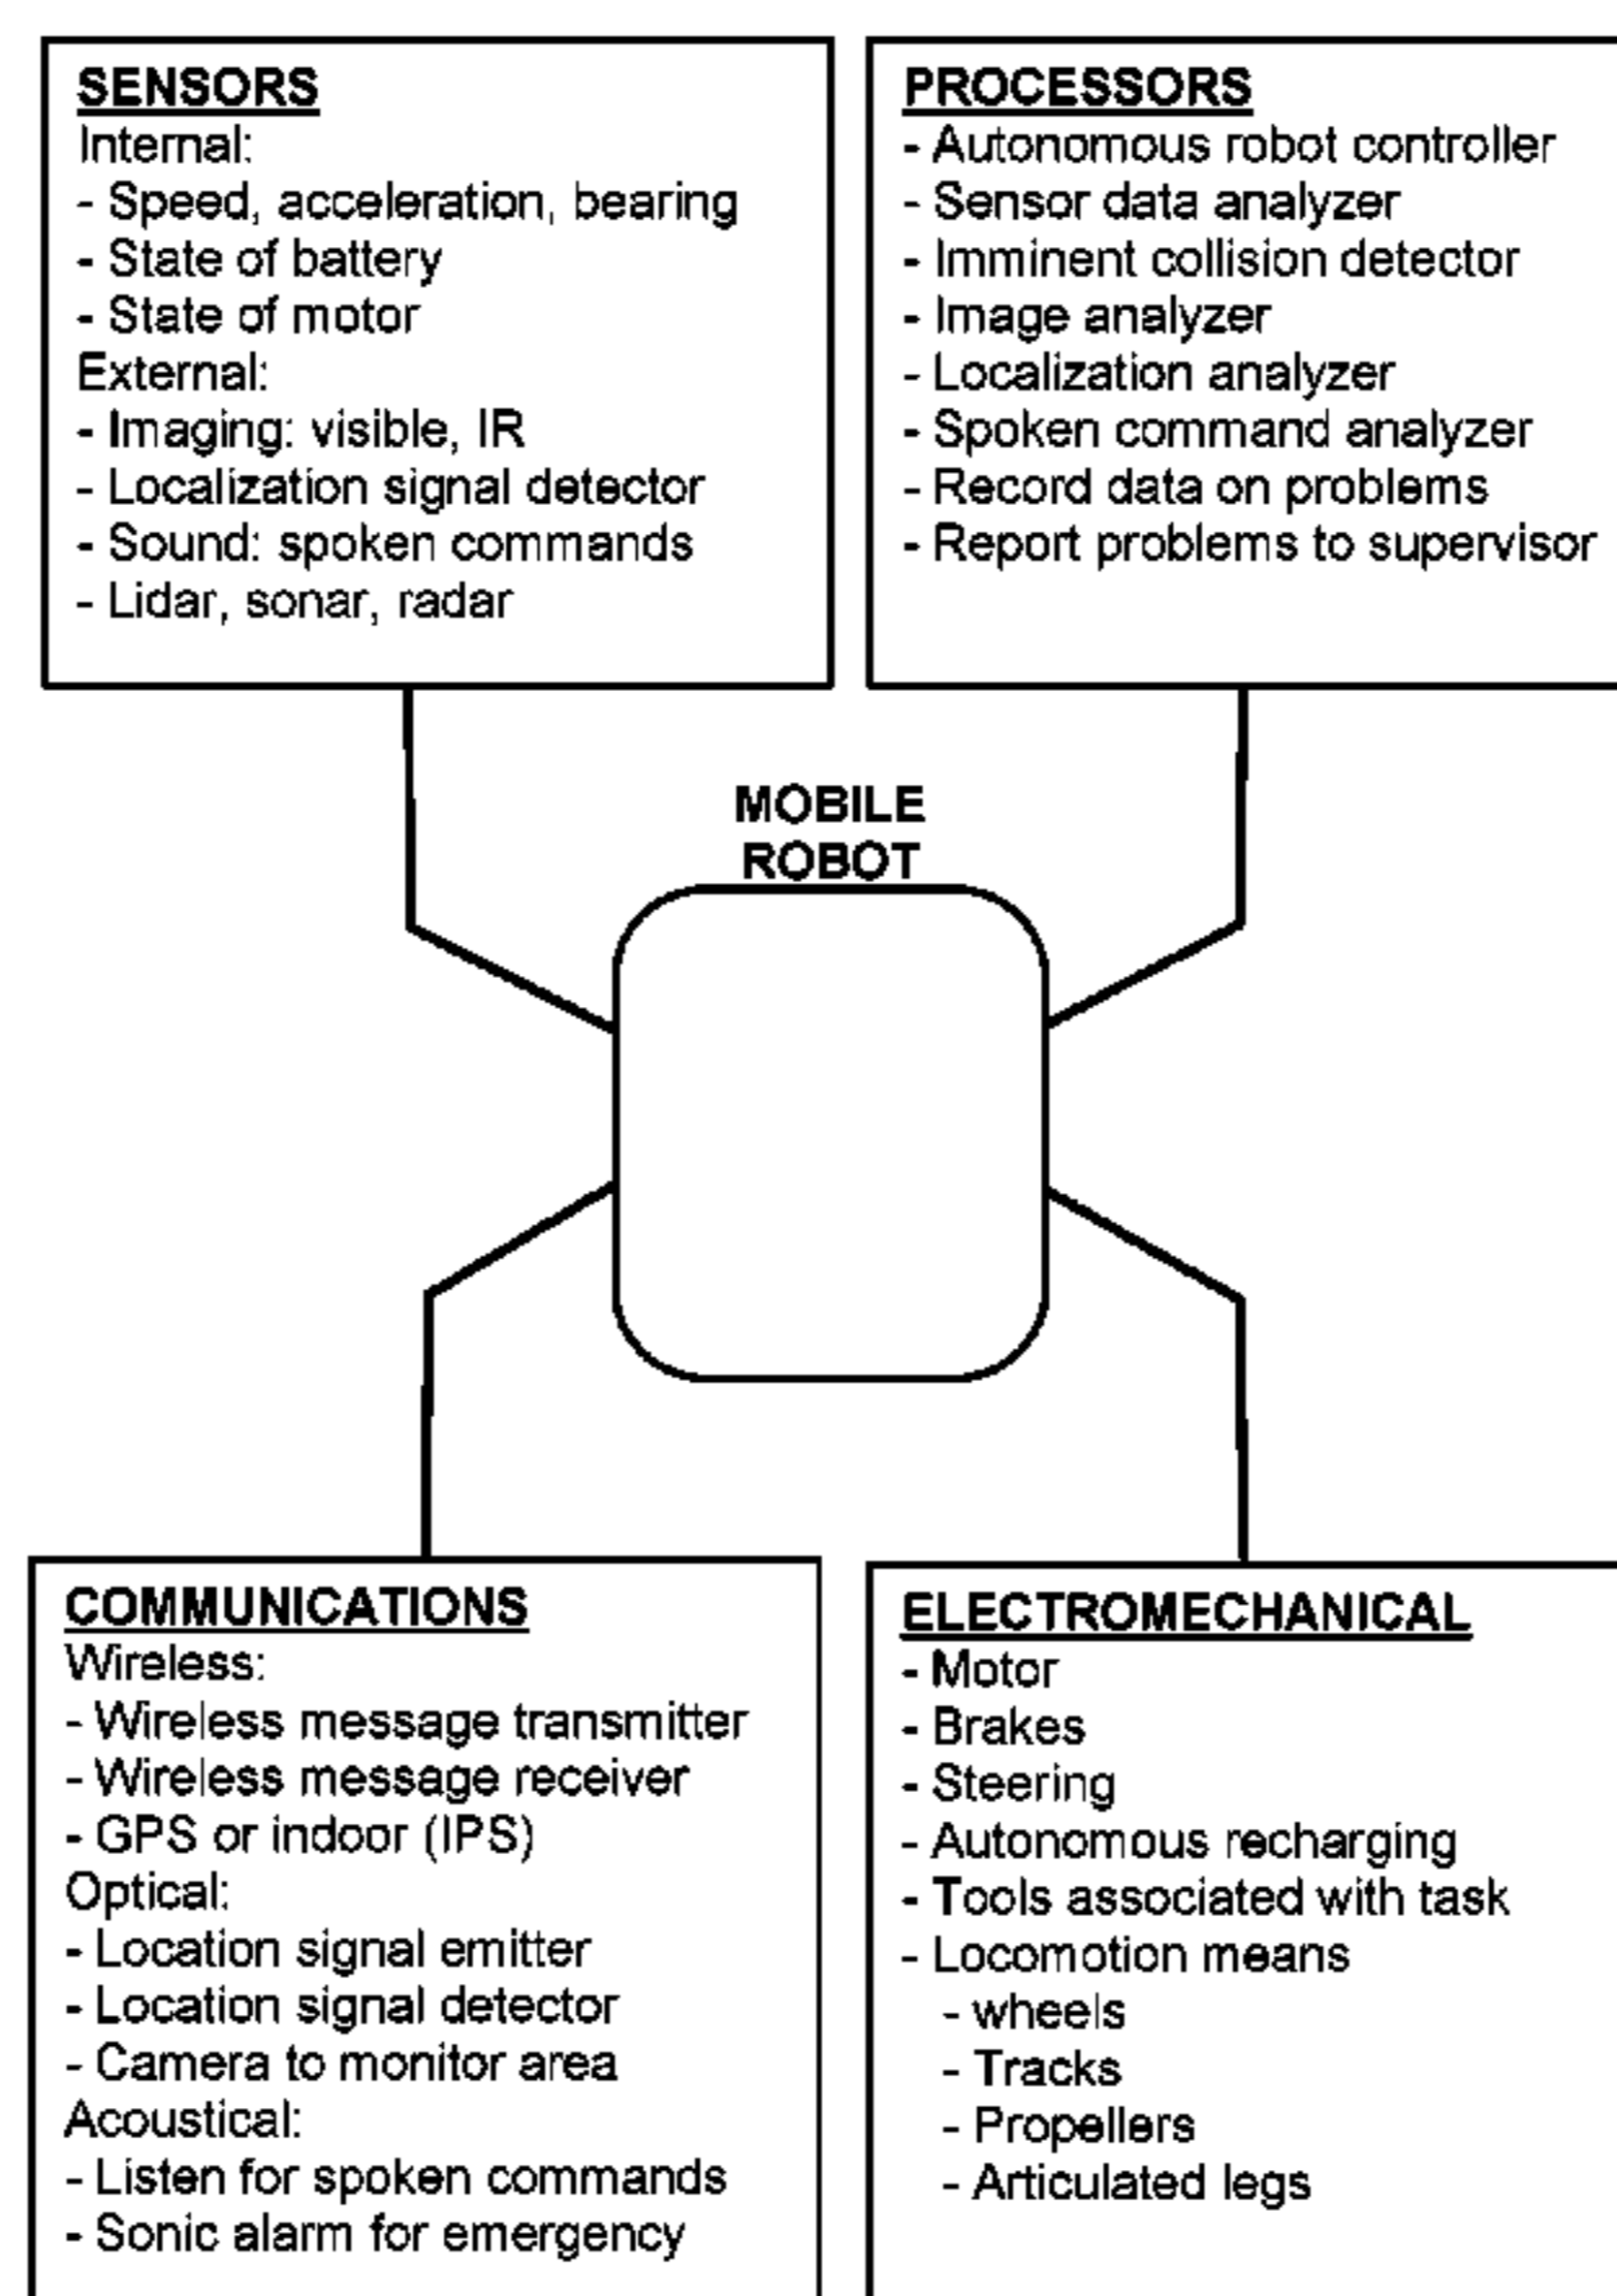 SENSORS
Internal:
- Speed, acceleration, bearing
- State of battery
- State of motor
External:
- Imaging: visible, IR
- Localization signal detector
- Sound: spoken commands
- Lidar, sonar, radar
PROCESSORS
- Autonomous robot controller
- Sensor data analyzer
- Imminent collision detector
- Image analyzer
- Localization analyzer
- Spoken command analyzer
- Record data on problems
- Report problems to supervisor
MOBILE
ROBOT
COMMUNICATIONS
Wireless:
- Wireless message transmitter
- Wireless message receiver
- GPS or indoor (IPS)
Optical:
- Location signal emitter
- Location signal detector
- Camera to monitor area
Acoustical:
- Listen for spoken commands
- Sonic alarm for emergency
ELECTROMECHANICAL
- Motor
- Brakes
- Steering
- Autonomous recharging
- Tools associated with task
- Locomotion means
- wheels
- Tracks
- Propellers
- Articulated legs